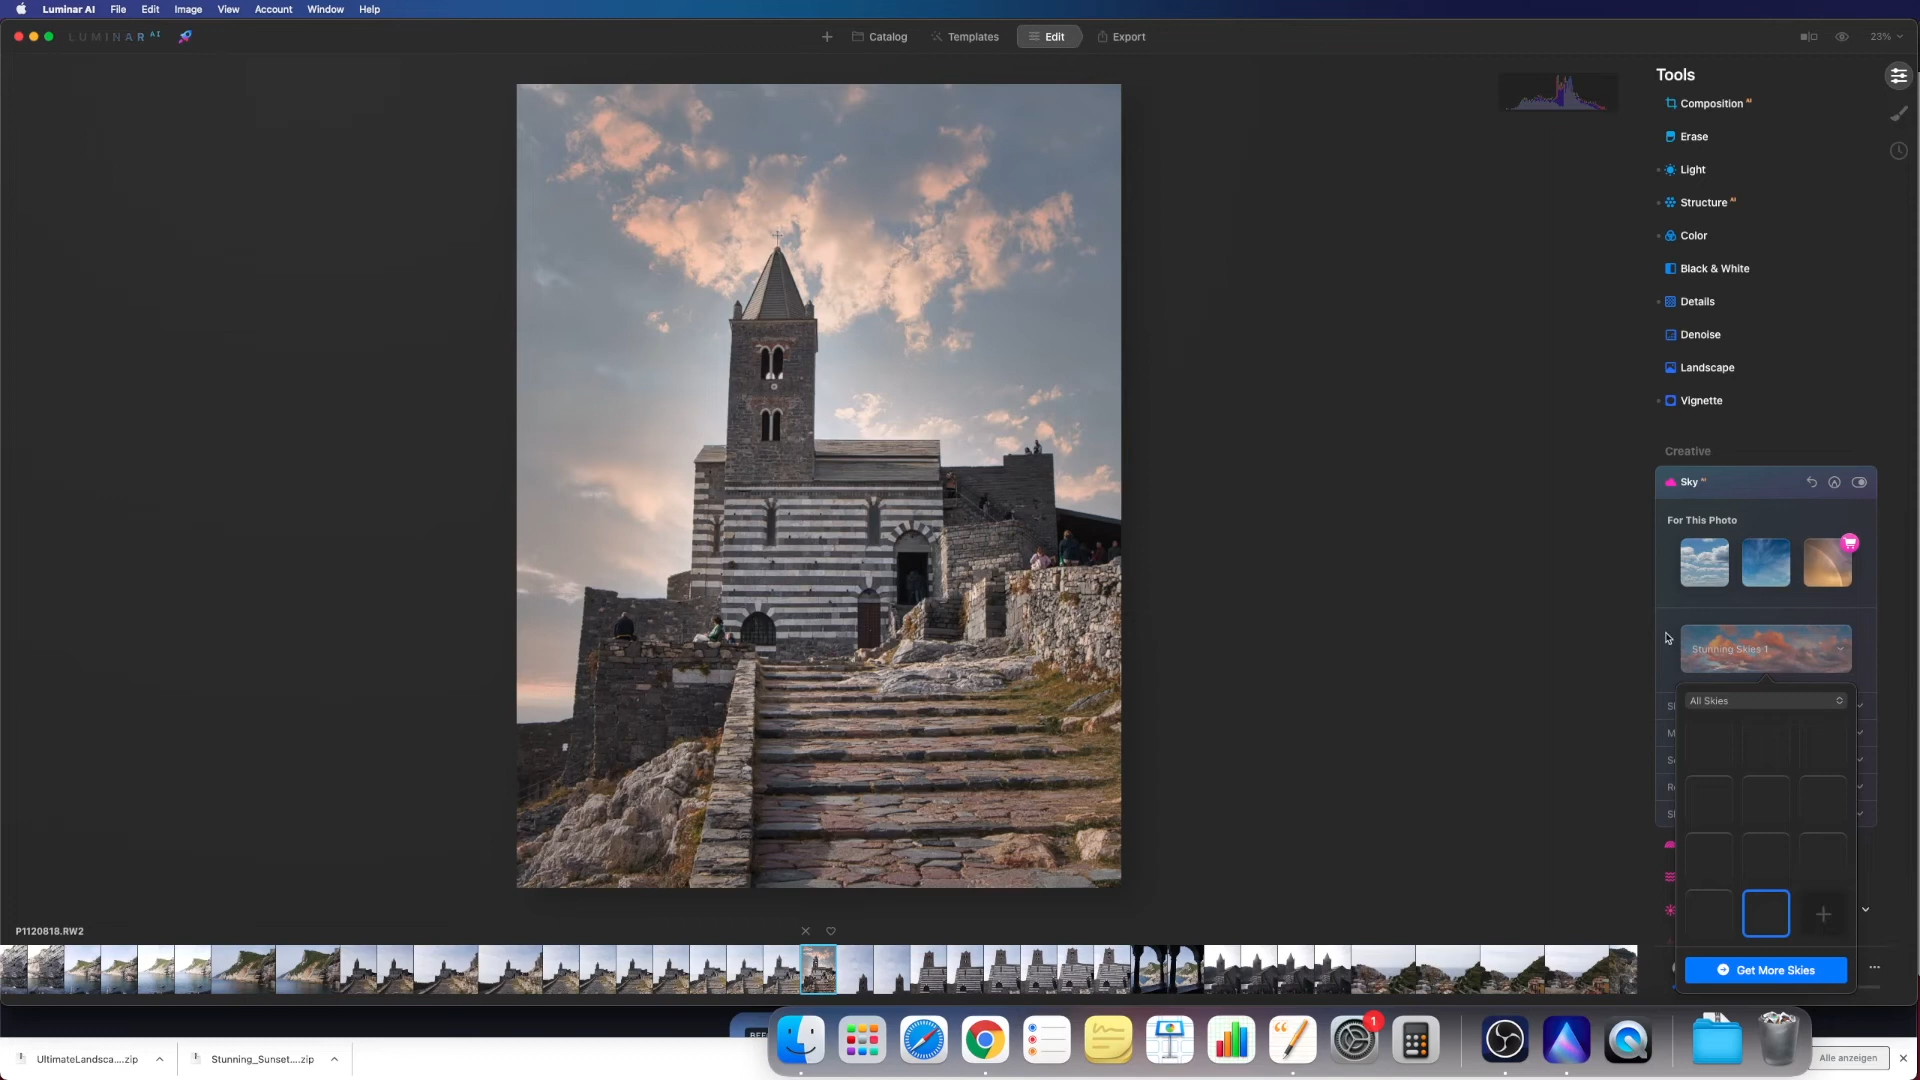 Luminar AI File Edit Image View Account Window Help
LUMINAR AI
Catalog Templates Edit Export 23%
Tools
Composition AI
Erase
Light
Structure AI
Color
Black & White
Details
Denoise
Landscape
Vignette
Creative
Sky AI
For This Photo
Stunning Skies 1
All Skies
Get More Skies
P1120818.RW2
1
UltimateLandsca....zip
Stunning_Sunset....zip
Alle anzeigen